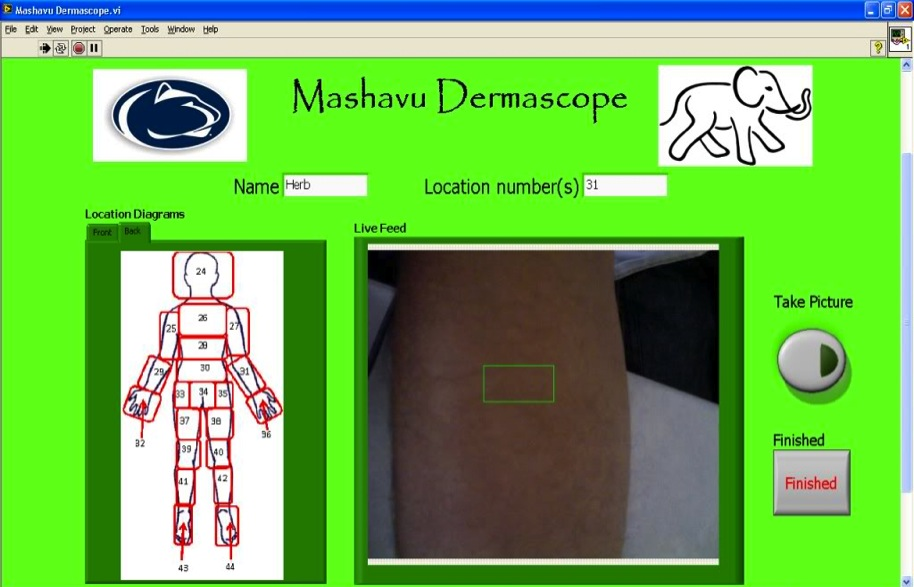 Mashavu Dermascope.vi
File Edit View Project Operate Tools Window Help
Mashavu Dermascope
Name Herb Location number(s) 31
Location Diagrams
Front Back
Live Feed
Take Picture
Finished
Finished
24
26
25 27
28
29 30 31
33 34 35
32 36
37 38
39 40
41 42
43 44
1